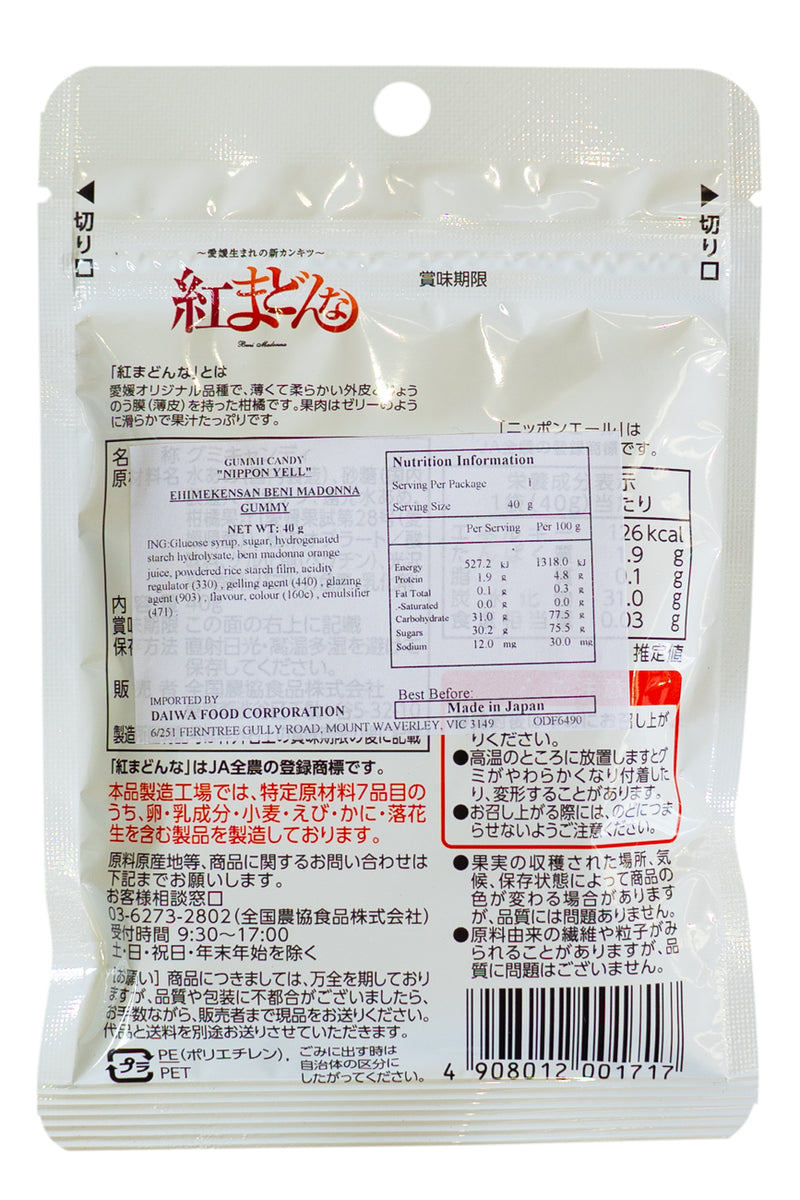 切り口
切り口
～愛媛生まれの新カンキツ～
紅まどんな
Beni Madonna
賞味期限
「紅まどんな」とは
愛媛オリジナル品種で、薄くて柔らかい外皮とじょう
のう膜(薄皮)を持った柑橘です。果肉はゼリーのよう
に滑らかで果汁たっぷりです。
「ニッポンエール」は
です。
GUMMI CANDY
"NIPPON YELL"
EHIMEKENSAN BENI MADONNA
GUMMY
NET WT: 40 g
ING:Glucose syrup, sugar, hydrogenated
starch hydrolysate, beni madonna orange
juice, powdered rice starch film, acidity
regulator (330) , gelling agent (440) , glazing
agent (903) , flavour, colour (160c) , emulsifier
(471)
Nutrition Information
Serving Per Package 1
Serving Size 40 g
Per Serving Per 100 g
Energy 527.2 kJ 1318.0 kJ
Protein 1.9 g 4.8 g
Fat Total 0.1 g 0.3 g
-Saturated 0.0 g 0.0 g
Carbohydrate 31.0 g 77.5 g
Sugars 30.2 g 75.5 g
Sodium 12.0 mg 30.0 mg
26 kcal
.9 g
.1 g
.0 g
03 g
推定値
IMPORTED BY
DAIWA FOOD CORPORATION
6/251 FERNTREE GULLY ROAD, MOUNT WAVERLEY, VIC 3149 ODF6490
Best Before:
Made in Japan
「紅まどんな」はJA全農の登録商標です。
本品製造工場では、特定原材料7品目の
うち、卵・乳成分・小麦・えび・かに・落花
生を含む製品を製造しております。
原料原産地等、商品に関するお問い合わせは
下記までお願いします。
お客様相談窓口
03-6273-2802(全国農協食品株式会社)
受付時間 9:30～17:00
土・日・祝日・年末年始を除く
[お願い] 商品につきましては、万全を期しており
ますが、品質や包装に不都合がございましたら、
お手数ながら、販売者まで現品をお送りください。
代品と送料を別途お送りさせていただきます。
プラ
PE(ポリエチレン),
PET
ごみに出す時は
自治体の区分に
したがってください。
りください。
●高温のところに放置しますとグ
ミがやわらかくなり付着した
り、変形することがあります。
●お召し上がる際には、のどにつま
らせないようご注意ください。
●果実の収穫された場所、気
候、保存状態によって商品の
色が変わる場合があります
が、品質には問題ありません。
●原料由来の繊維や粒子がみ
られることがありますが、品
質に問題はございません。
4 908012 001717